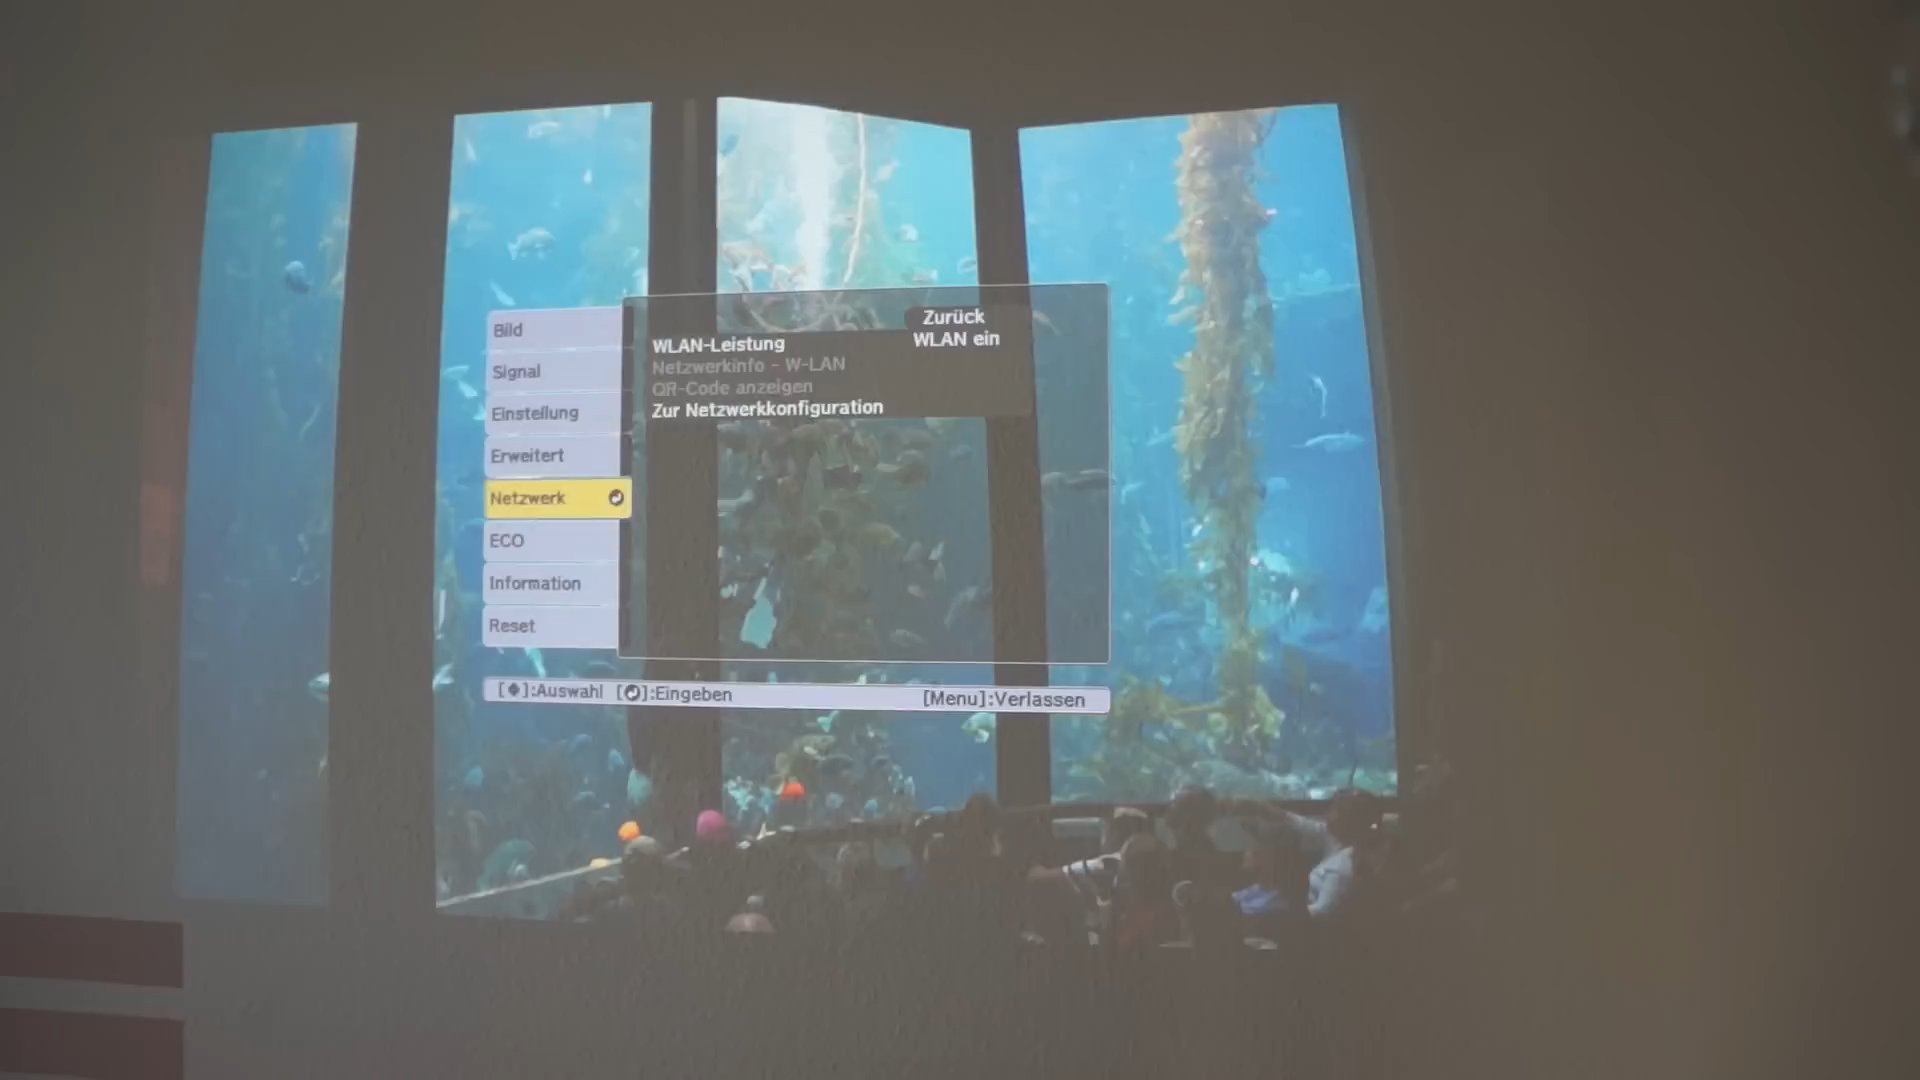 Bild
Signal
Einstellung
Erweitert
Netzwerk
ECO
Information
Reset
Zurück
WLAN-Leistung WLAN ein
Netzwerkinfo - W-LAN
QR-Code anzeigen
Zur Netzwerkkonfiguration
[◆]:Auswahl [↵]:Eingeben [Menu]:Verlassen